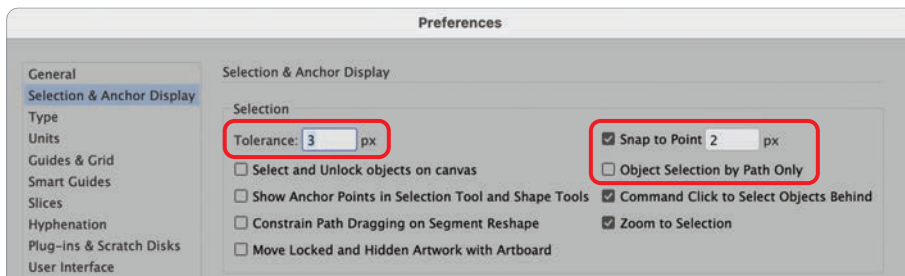 Preferences
General
Selection & Anchor Display
Type
Units
Guides & Grid
Smart Guides
Slices
Hyphenation
Plug-ins & Scratch Disks
User Interface
Selection & Anchor Display
Selection
Tolerance: 3 px
Snap to Point 2 px
Select and Unlock objects on canvas
Object Selection by Path Only
Show Anchor Points in Selection Tool and Shape Tools
Command Click to Select Objects Behind
Constrain Path Dragging on Segment Reshape
Zoom to Selection
Move Locked and Hidden Artwork with Artboard